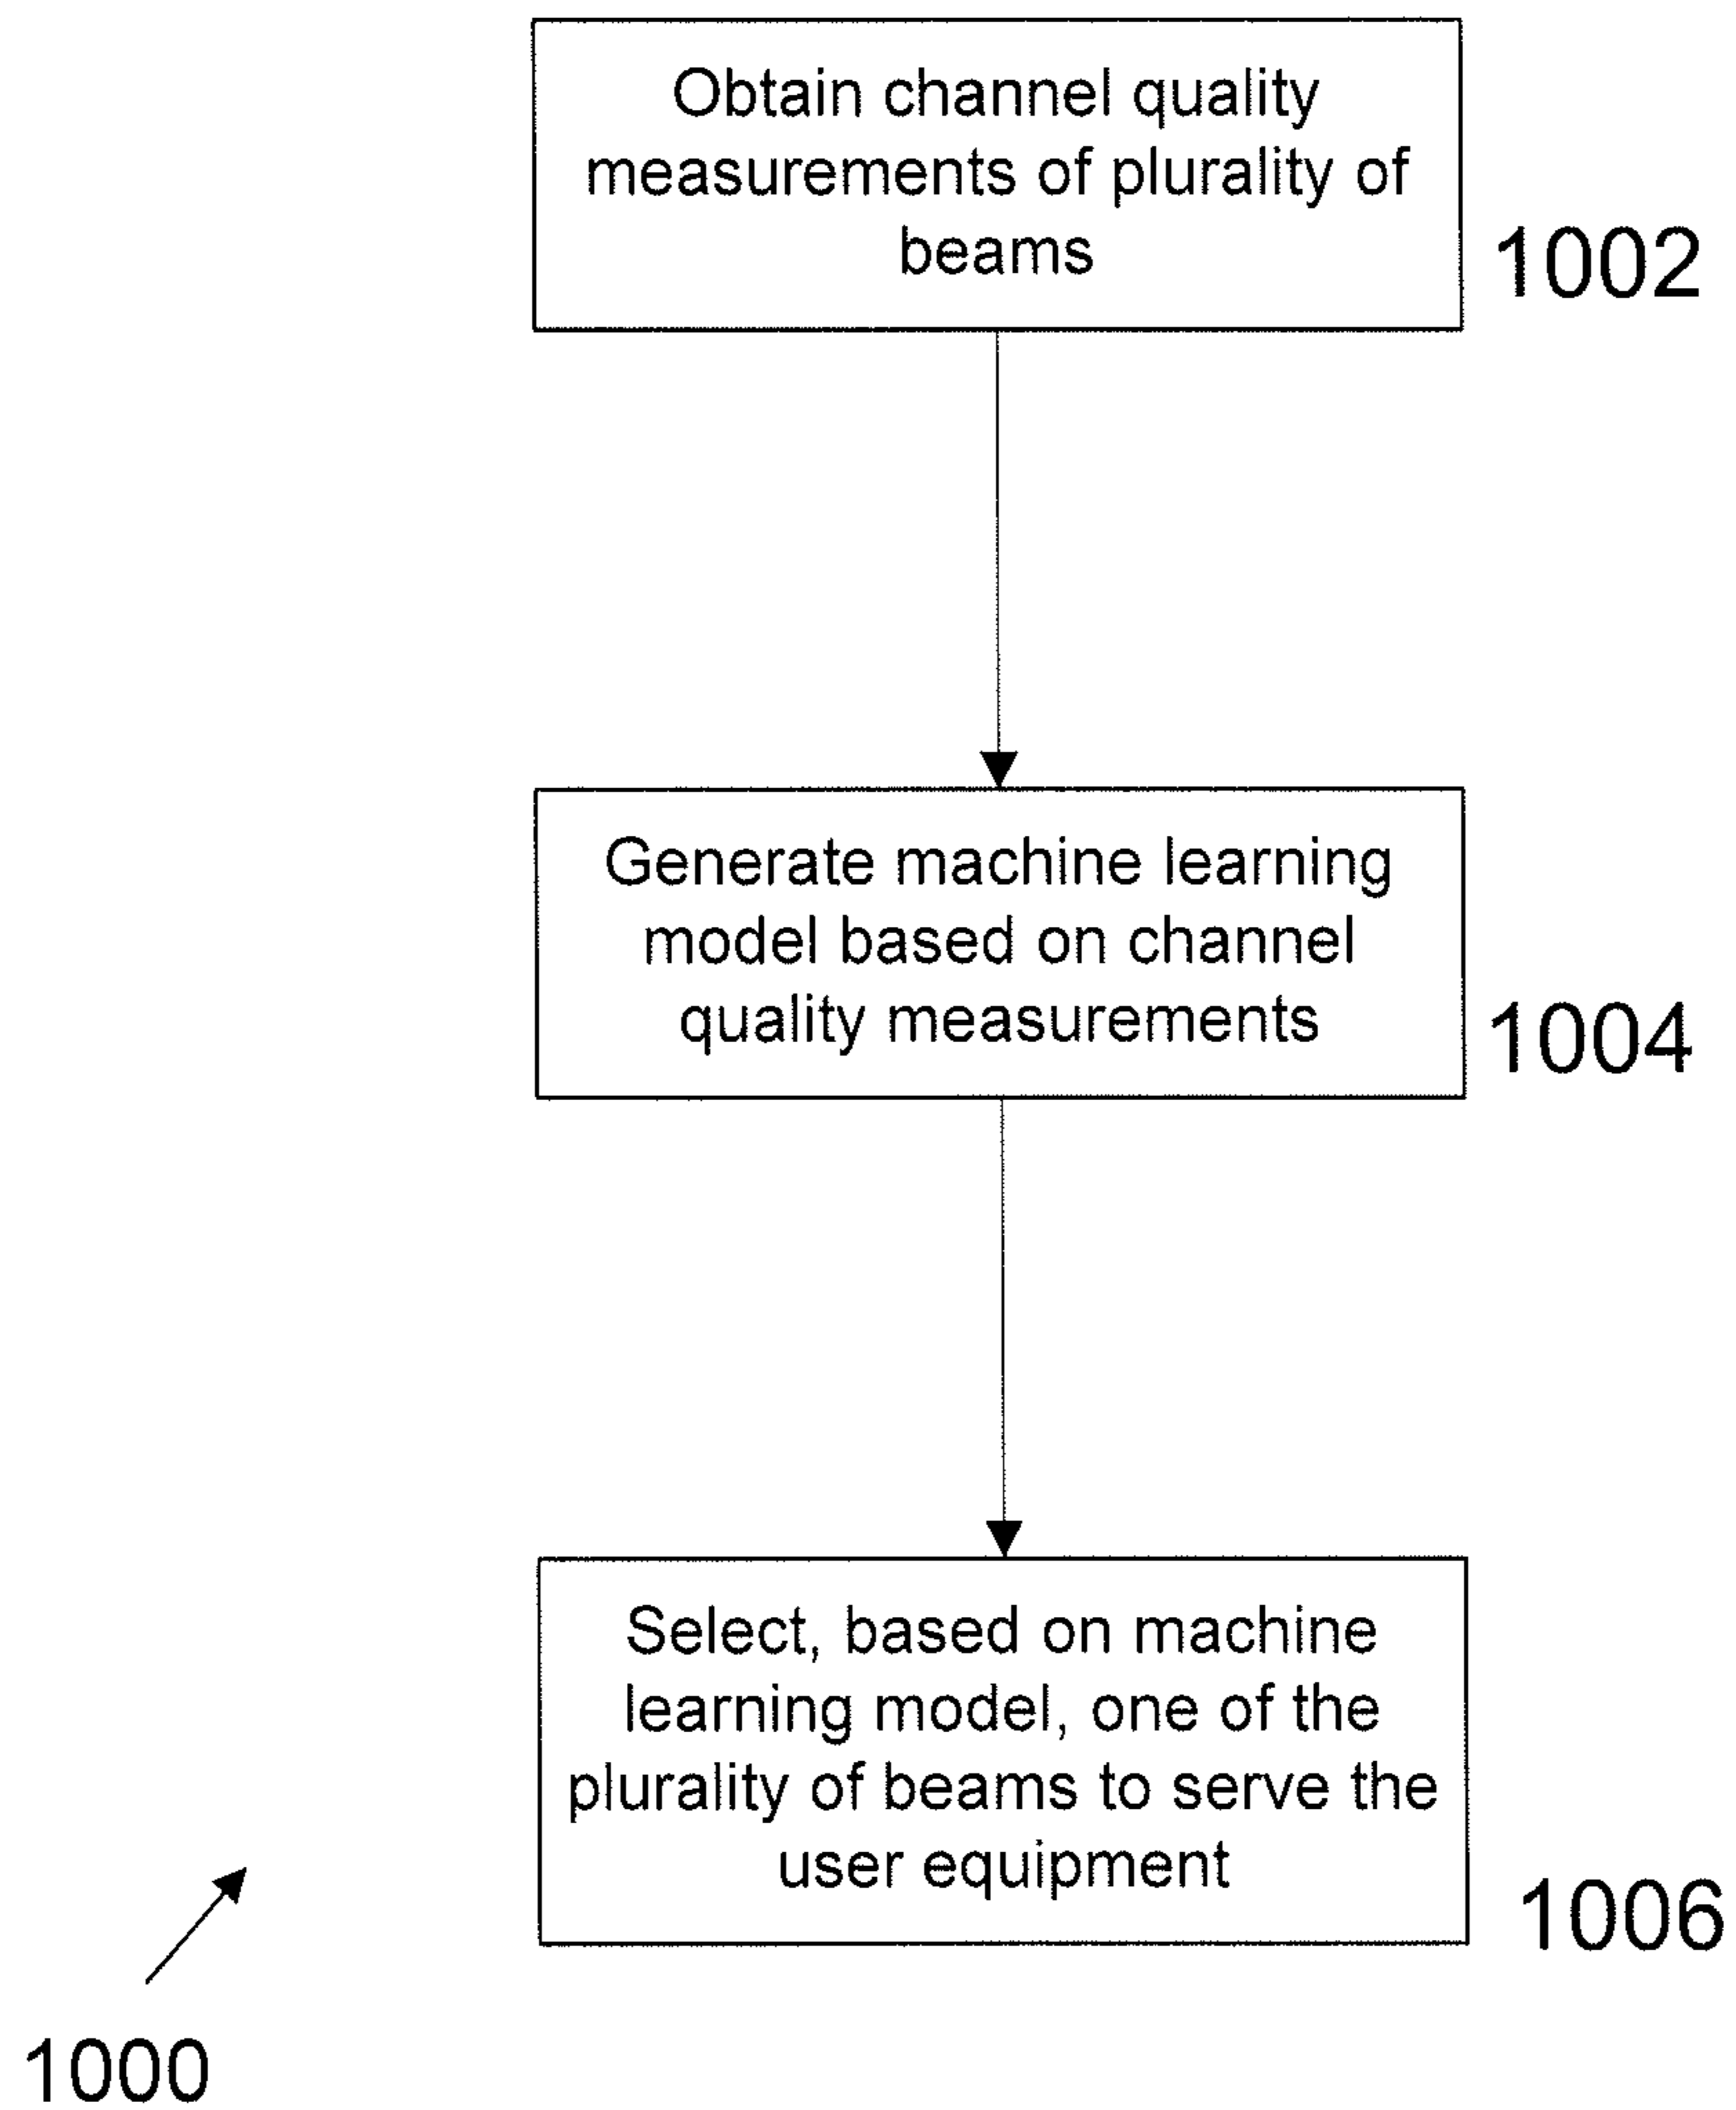 Obtain channel quality
measurements of plurality of
beams
1002
Generate machine learning
model based on channel
quality measurements
1004
Select, based on machine
learning model, one of the
plurality of beams to serve the
user equipment
1006
1000